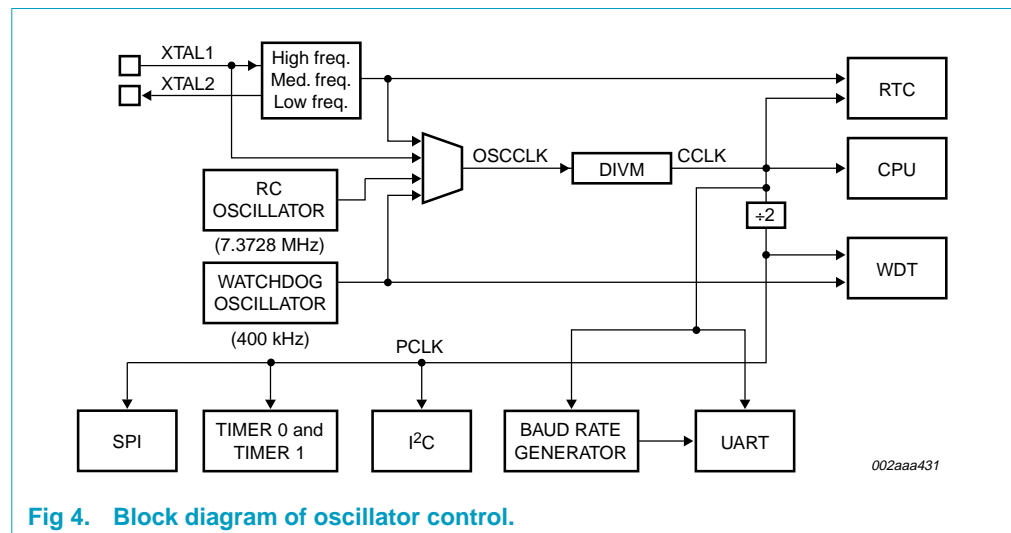 XTAL1
XTAL2
High freq.
Med. freq.
Low freq.
RTC
OSCCLK
DIVM
CCLK
CPU
RC
OSCILLATOR
(7.3728 MHz)
÷2
WATCHDOG
OSCILLATOR
(400 kHz)
WDT
PCLK
SPI
TIMER 0 and
TIMER 1
I²C
BAUD RATE
GENERATOR
UART
002aaa431
Fig 4. Block diagram of oscillator control.